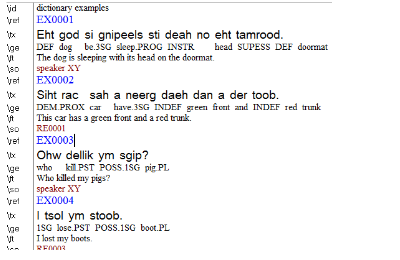 \id dictionary examples
\ref EX0001
\tx Eht god si gnipeels sti deah no eht tamrood.
\ge DEF dog be.3SG sleep.PROG INSTR head SUPESS DEF doormat
\ft The dog is sleeping with its head on the doormat.
\so speaker XY
\ref EX0002
\tx Siht rac sah a neerg daeh dan a der toob.
\ge DEM.PROX car have.3SG INDEF green front and INDEF red trunk
\ft This car has a green front and a red trunk.
\so RE0001
\ref EX0003
\tx Ohw dellik ym sgip?
\ge who kill.PST POSS.1SG pig.PL
\ft Who killed my pigs?
\so speaker XY
\ref EX0004
\tx I tsol ym stoob.
\ge 1SG lose.PST POSS.1SG boot.PL
\ft I lost my boots.
\so RE0003